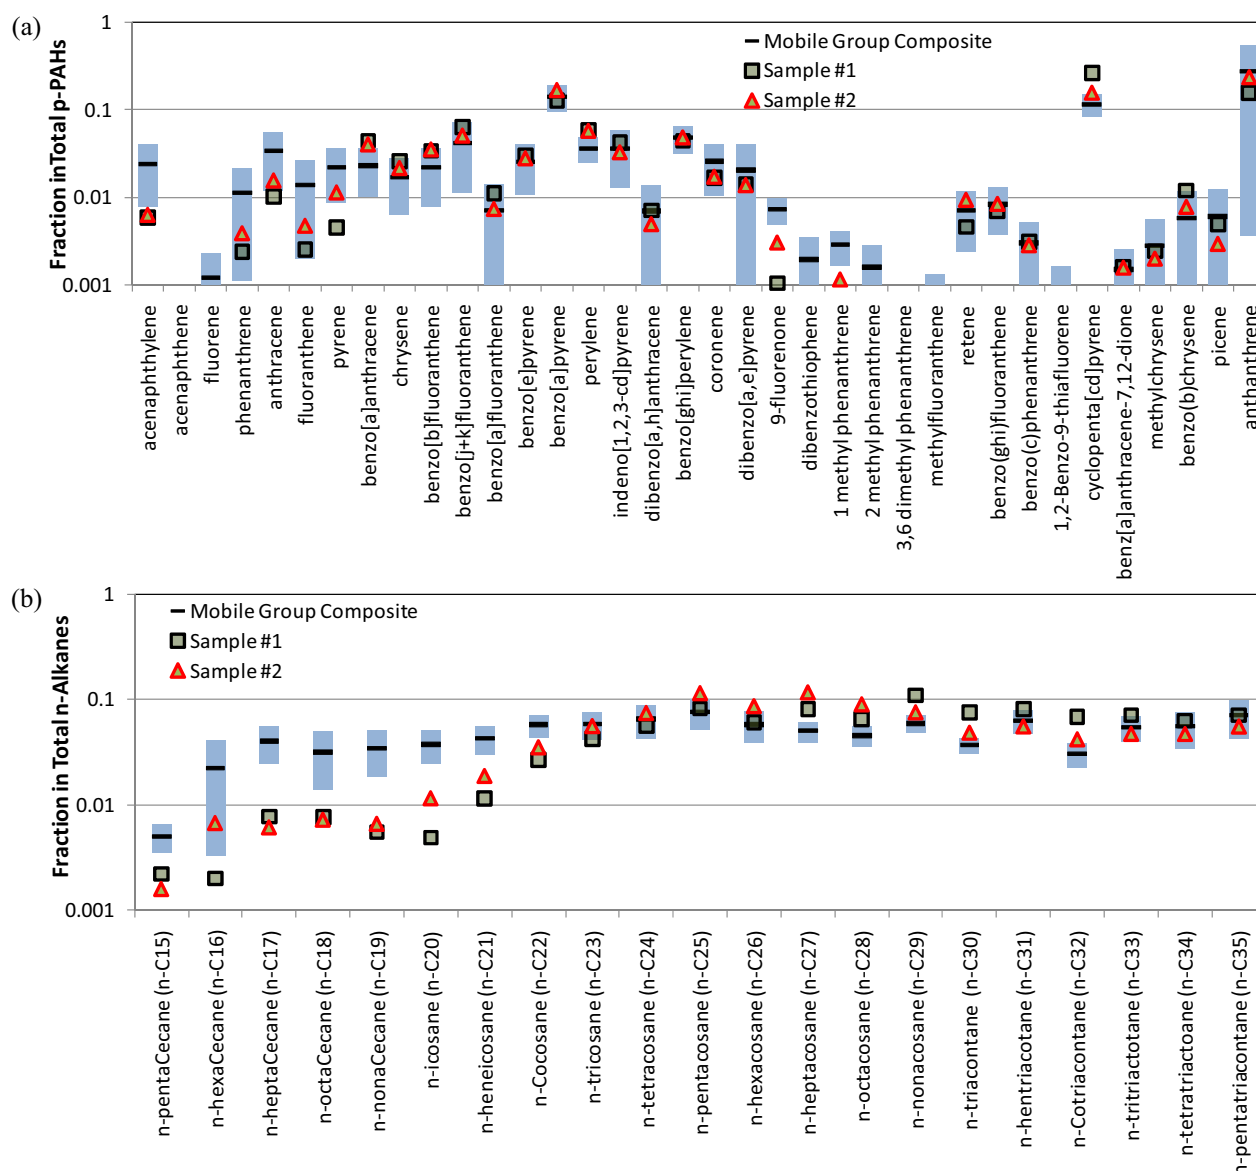 (a)
Fraction inTotal p-PAHs
1
0.1
0.01
0.001
Mobile Group Composite
Sample #1
Sample #2
acenaphthylene
acenaphthene
fluorene
phenanthrene
anthracene
fluoranthene
pyrene
benzo[a]anthracene
chrysene
benzo[b]fluoranthene
benzo[j+k]fluoranthene
benzo[a]fluoranthene
benzo[e]pyrene
benzo[a]pyrene
perylene
indeno[1,2,3-cd]pyrene
dibenzo[a,h]anthracene
benzo[ghi]perylene
coronene
dibenzo[a,e]pyrene
9-fluorenone
dibenzothiophene
1 methyl phenanthrene
2 methyl phenanthrene
3,6 dimethyl phenanthrene
methylfluoranthene
retene
benzo(ghi)fluoranthene
benzo(c)phenanthrene
1,2-Benzo-9-thiafluorene
cyclopenta[cd]pyrene
benz[a]anthracene-7,12-dione
methylchrysene
benzo(b)chrysene
picene
anthanthrene
(b)
Fraction in Total n-Alkanes
1
0.1
0.01
0.001
Mobile Group Composite
Sample #1
Sample #2
n-pentaCecane (n-C15)
n-hexaCecane (n-C16)
n-heptaCecane (n-C17)
n-octaCecane (n-C18)
n-nonaCecane (n-C19)
n-icosane (n-C20)
n-heneicosane (n-C21)
n-Cocosane (n-C22)
n-tricosane (n-C23)
n-tetracosane (n-C24)
n-pentacosane (n-C25)
n-hexacosane (n-C26)
n-heptacosane (n-C27)
n-octacosane (n-C28)
n-nonacosane (n-C29)
n-triacontane (n-C30)
n-hentriacotane (n-C31)
n-Cotriacontane (n-C32)
n-tritriactotane (n-C33)
n-tetratriactoane (n-C34)
n-pentatriacontane (n-C35)